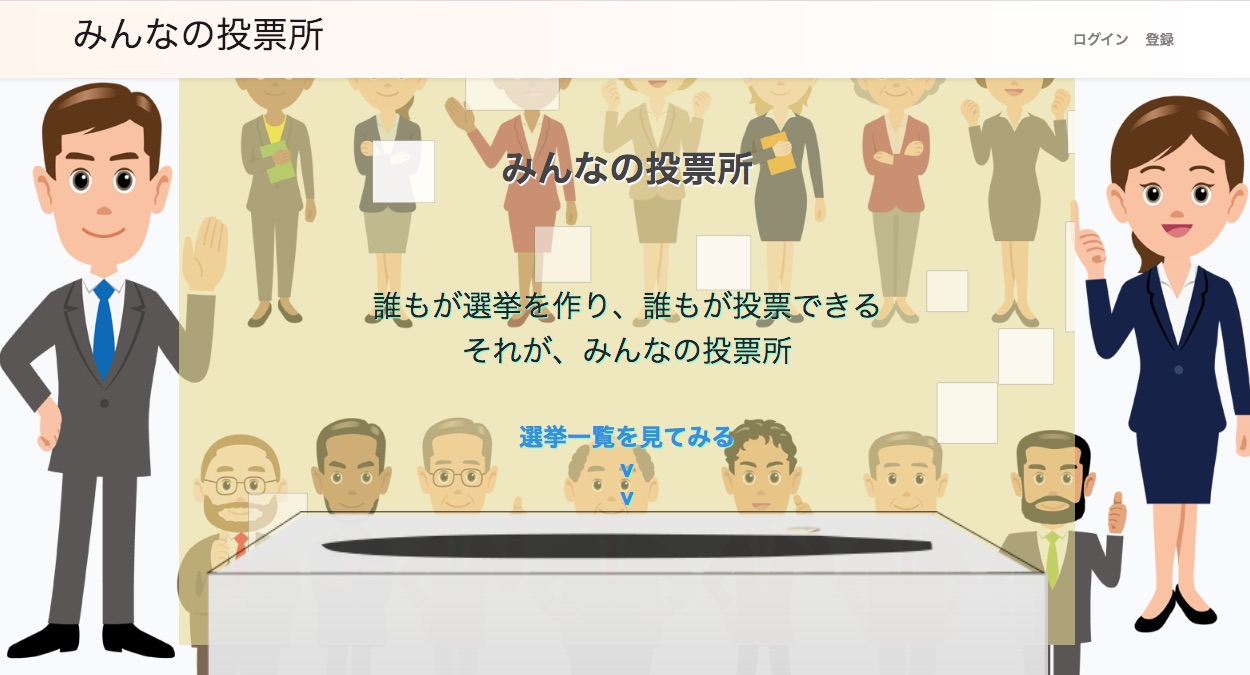 みんなの投票所
ログイン 登録
みんなの投票所
誰もが選挙を作り、誰もが投票できる
それが、みんなの投票所
選挙一覧を見てみる
v
v